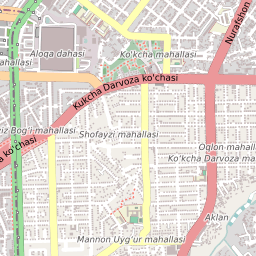 Aloqa dahasi
mahallasi
Ko'kcha mahallasi
Nurafshon
Kukcha Darvoza ko'chasi
iz Bog'i mahallasi
Shofayzi mahallasi
a ko'chasi
Oqlon mahall
Ko'kcha Darvoza ma
Aklan
Mannon Uyg'ur mahallasi